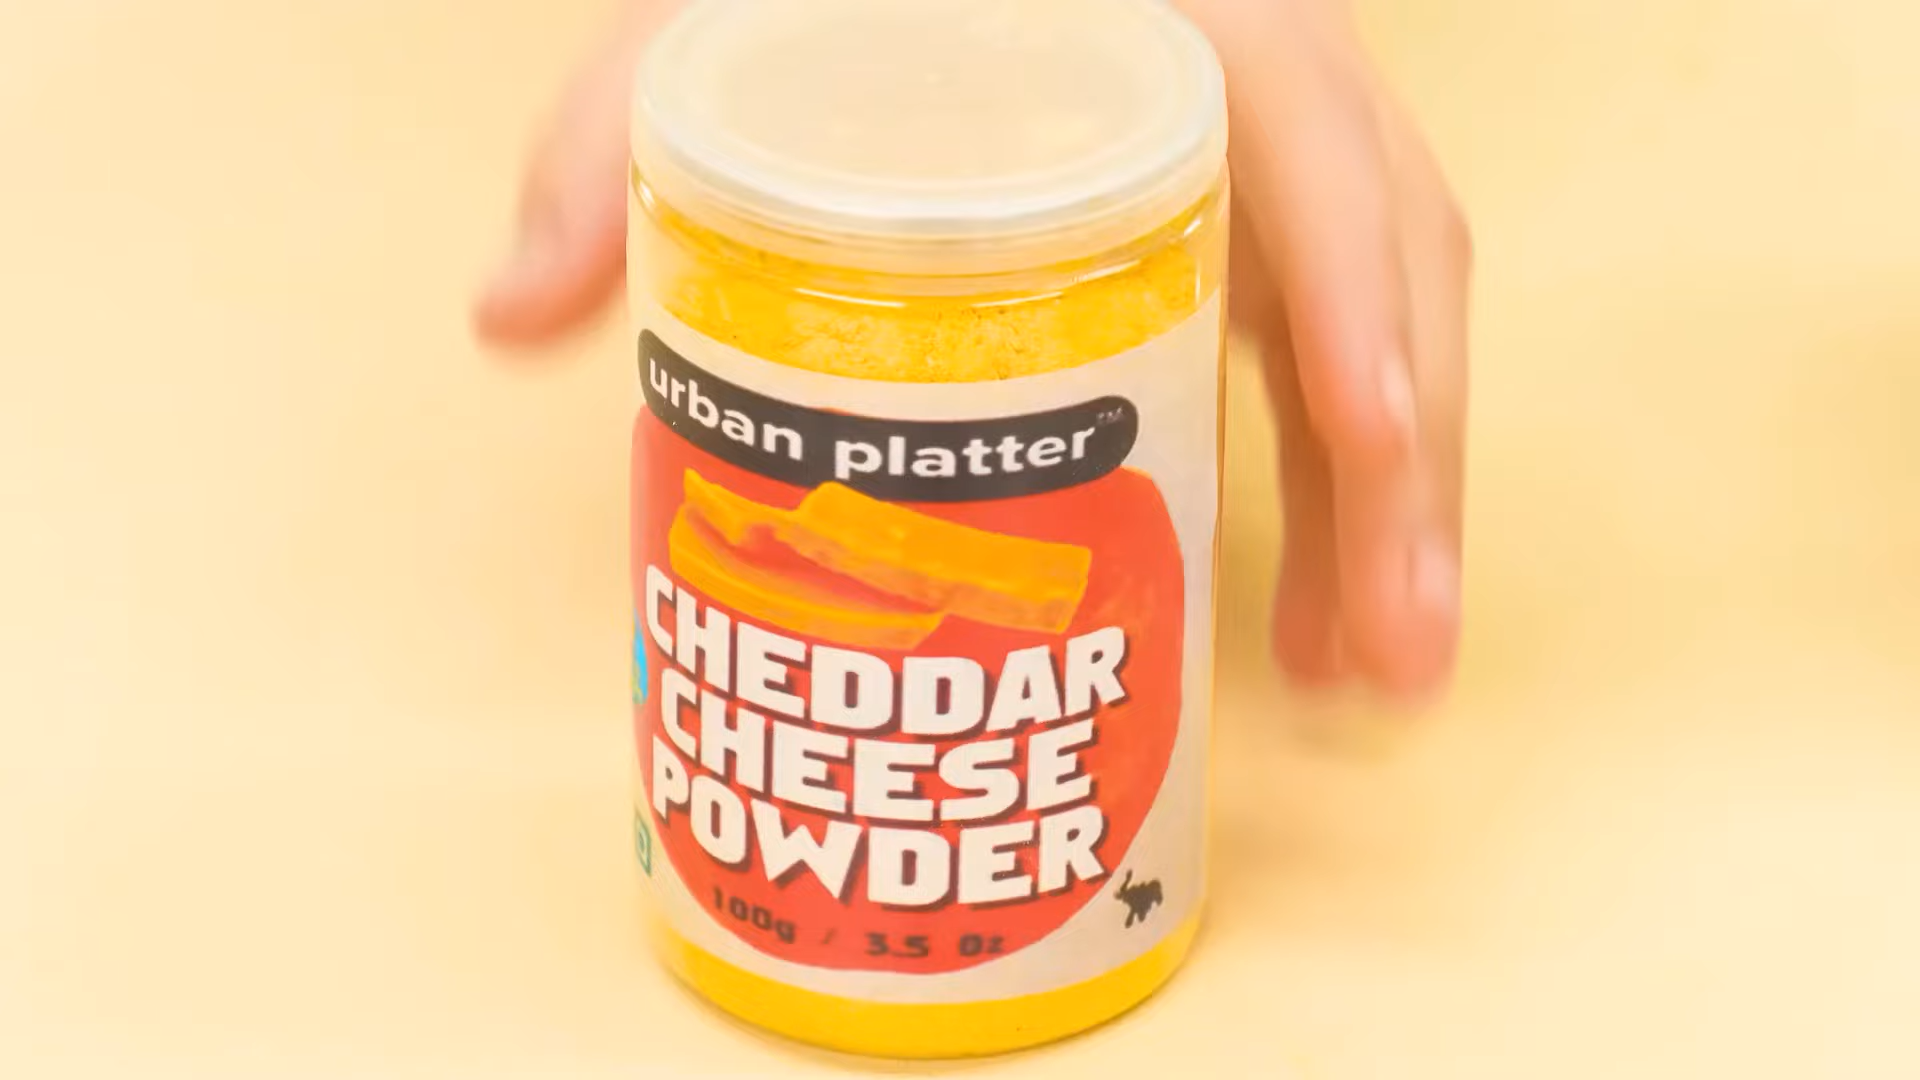 urban platter™
CHEDDAR
CHEESE
POWDER
100g / 3.5 Oz